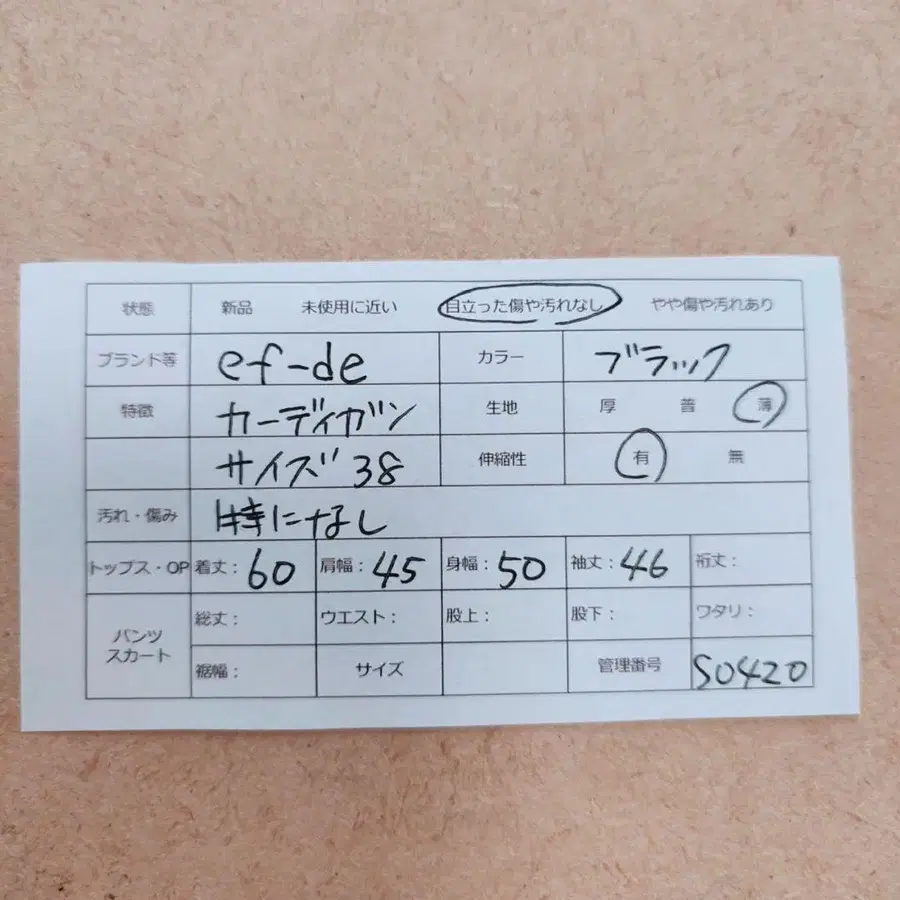 状態 新品 未使用に近い 目立った傷や汚れなし やや傷や汚れあり
ブランド等 ef-de カラー ブラック
特徴 カーディガン 生地 厚 普 薄
サイズ 38 伸縮性 有 無
汚れ・傷み 特になし
トップス・OP 着丈：60 肩幅：45 身幅：50 袖丈：46 裄丈：
パンツ スカート 総丈： ウエスト： 股上： 股下： ワタリ：
裾幅： サイズ 管理番号 S0420